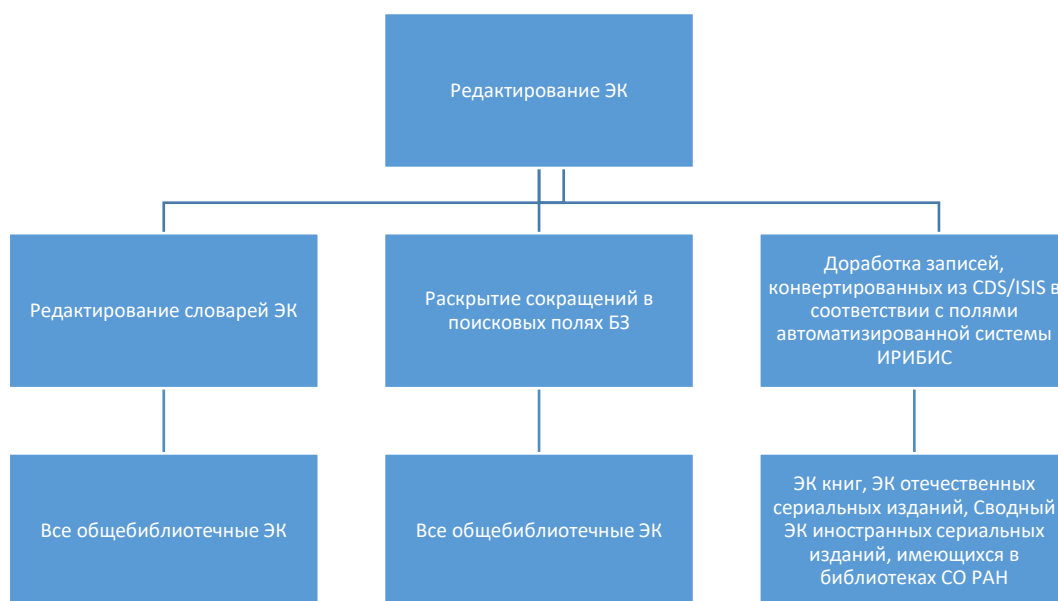 Редактирование ЭК
Редактирование словарей ЭК
Раскрытие сокращений в
поисковых полях БЗ
Доработка записей,
конвертированных из CDS/ISIS в
соответствии с полями
автоматизированной системы
ИРИБИС
Все общебиблиотечные ЭК
Все общебиблиотечные ЭК
ЭК книг, ЭК отечественных
сериальных изданий, Сводный
ЭК иностранных сериальных
изданий, имеющихся в
библиотеках СО РАН